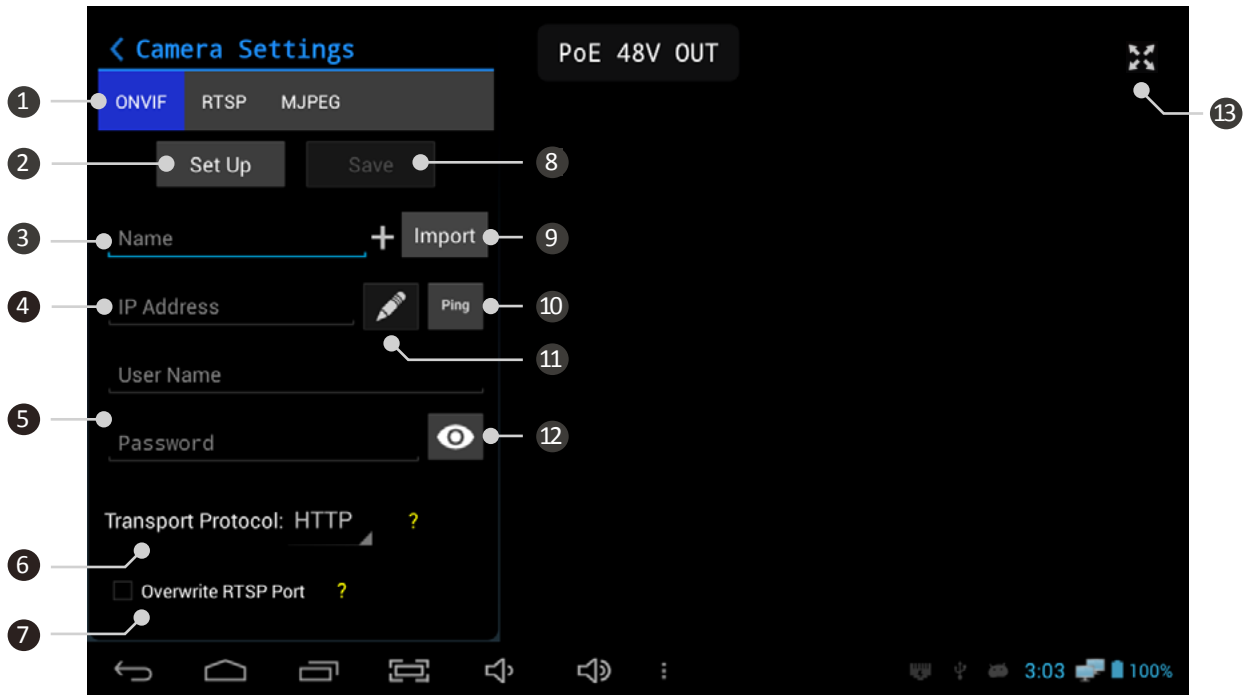 Camera Settings
PoE 48V OUT
1
ONVIF RTSP MJPEG
13
2
Set Up
Save
8
3
Name
+
Import
9
4
IP Address
Ping
10
11
User Name
5
Password
12
Transport Protocol: HTTP ?
6
Overwrite RTSP Port ?
7
3:03
100%